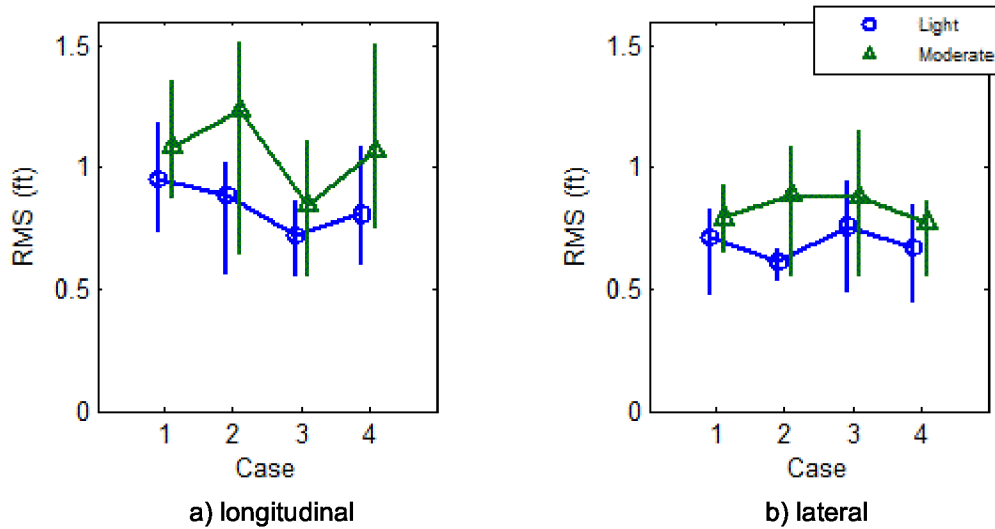 1.5
1
0.5
0
RMS (ft)
1 2 3 4
Case
a) longitudinal
1.5
1
0.5
0
RMS (ft)
1 2 3 4
Case
b) lateral
Light
Moderate